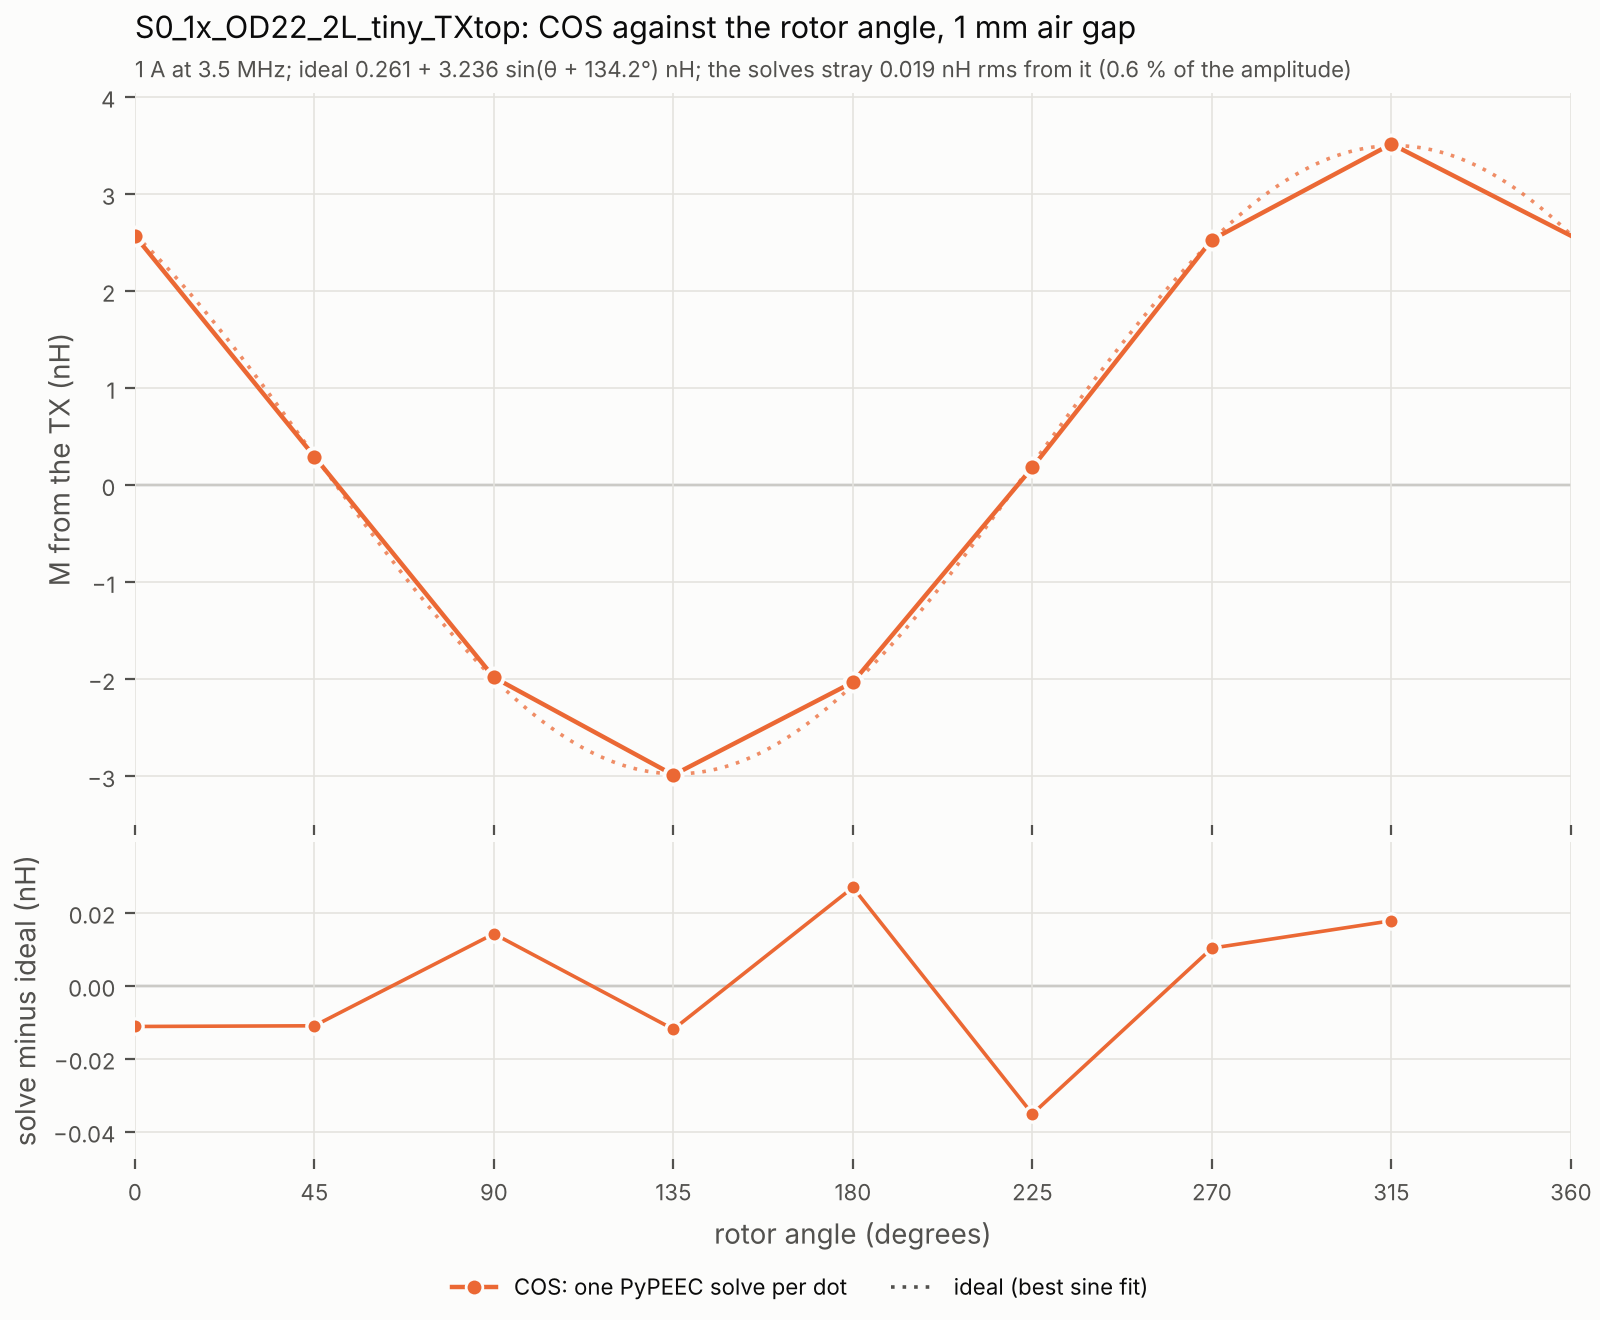 S0_1x_OD22_2L_tiny_TXtop: COS against the rotor angle, 1 mm air gap
1 A at 3.5 MHz; ideal 0.261 + 3.236 sin(θ + 134.2°) nH; the solves stray 0.019 nH rms from it (0.6 % of the amplitude)
M from the TX (nH)
4
3
2
1
0
−1
−2
−3
solve minus ideal (nH)
0.02
0.00
−0.02
−0.04
0 45 90 135 180 225 270 315 360
rotor angle (degrees)
COS: one PyPEEC solve per dot ideal (best sine fit)